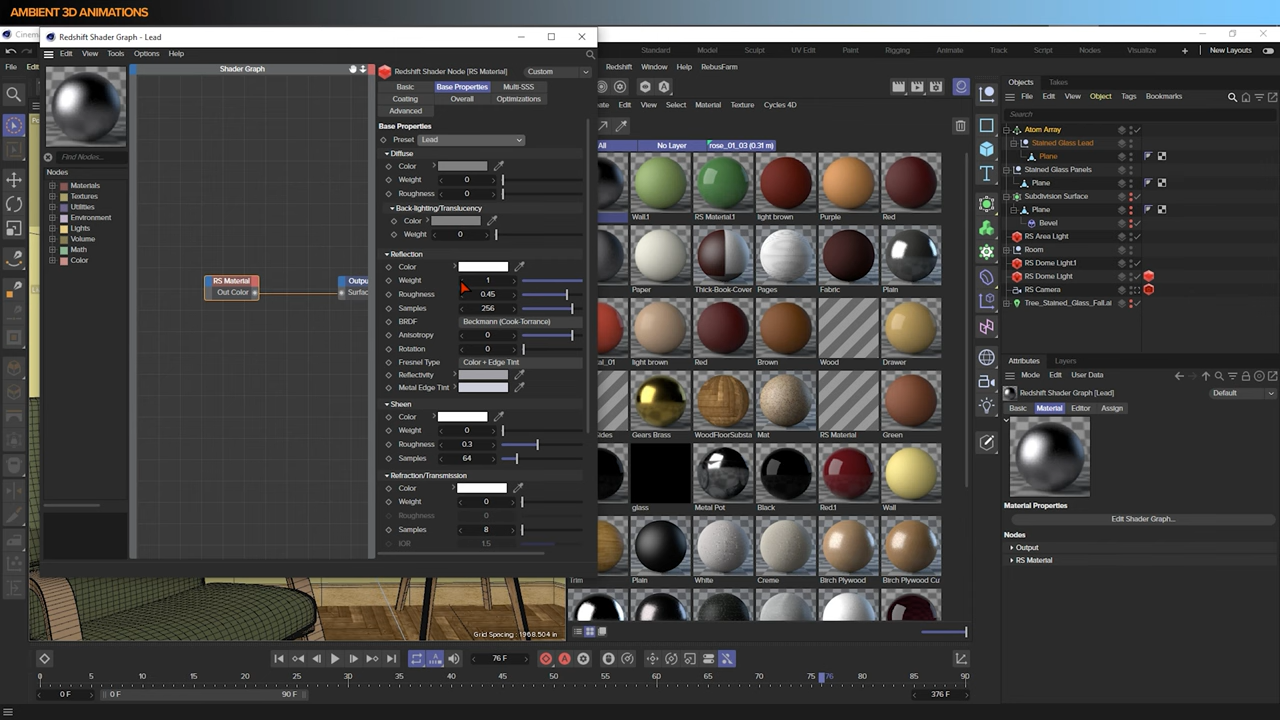 AMBIENT 3D ANIMATIONS
Redshift Shader Graph - Lead
Edit View Tools Options Help
Standard Model Sculpt UV Edit Paint Rigging Animate Track Script Nodes Visualize New Layouts
Redshift Window Help RebusFarm
Edit View Select Material Texture Cycles 4D
All No Layer rose_01_03 (0.31 m)
Shader Graph
Find Nodes...
Nodes
Materials
Textures
Utilities
Environment
Lights
Volume
Math
Color
RS Material
Out Color
Redshift Shader Node [RS Material] Custom
Basic Base Properties Multi-SSS
Coating Overall Optimizations
Advanced
Base Properties
Preset Lead
Diffuse
Color
Weight 0
Roughness 0
Back-lighting/Translucency
Color
Weight 0
Reflection
Color
Weight 1
Roughness 0.45
Samples 256
BRDF Beckmann (Cook-Torrance)
Anisotropy 0
Rotation 0
Fresnel Type Color + Edge Tint
Reflectivity
Metal Edge Tint
Sheen
Color
Weight 0
Roughness 0.3
Samples 64
Refraction/Transmission
Color
Weight 0
Roughness 0
Samples 8
IOR 1.5
Wall.1 RS Material.1 light brown Purple Red
Paper Thick-Book-Cover Pages Fabric Plain
light brown Red Brown Wood Drawer
Gears Brass WoodFloorSubsta Mat RS Material Green
glass Metal Pot Black Red.1 Wall
Trim Plain White Creme Birch Plywood Birch Plywood Cu
Objects Takes
File Edit View Object Tags Bookmarks
Search
Atom Array
Stained Glass Lead
Plane
Stained Glass Panels
Plane
Subdivision Surface
Plane
Bevel
RS Area Light
Room
RS Dome Light.1
RS Dome Light
RS Camera
Tree_Stained_Glass_Fall.ai
Attributes Layers
Mode Edit User Data
Redshift Shader Graph [Lead] Default
Basic Material Editor Assign
Material Properties
Edit Shader Graph...
Nodes
Output
RS Material
Grid Spacing : 1968.504 in
76 F
0 5 10 15 20 25 30 35 40 45 50 55 60 65 70 75 76 80 85 90
0 F 0 F 90 F 376 F